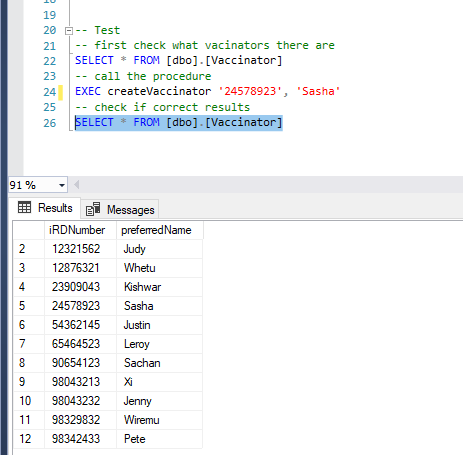 19
20 -- Test
21 -- first check what vacinators there are
22 SELECT * FROM [dbo].[Vaccinator]
23 -- call the procedure
24 EXEC createVaccinator '24578923', 'Sasha'
25 -- check if correct results
26 SELECT * FROM [dbo].[Vaccinator]
91 %
Results Messages
iRDNumber preferredName
2 12321562 Judy
3 12876321 Whetu
4 23909043 Kishwar
5 24578923 Sasha
6 54362145 Justin
7 65464523 Leroy
8 90654123 Sachan
9 98043213 Xi
10 98043232 Jenny
11 98329832 Wiremu
12 98342433 Pete